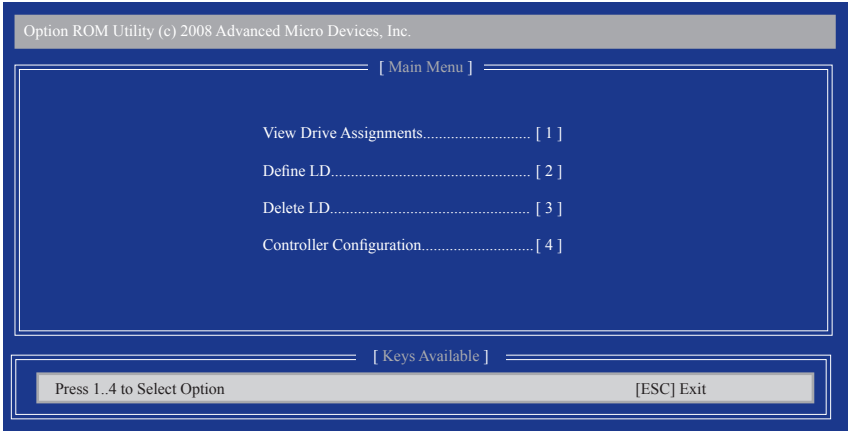 Option ROM Utility (c) 2008 Advanced Micro Devices, Inc.
[ Main Menu ]
View Drive Assignments........................... [ 1 ]
Define LD.................................................. [ 2 ]
Delete LD.................................................. [ 3 ]
Controller Configuration............................[ 4 ]
[ Keys Available ]
Press 1..4 to Select Option [ESC] Exit